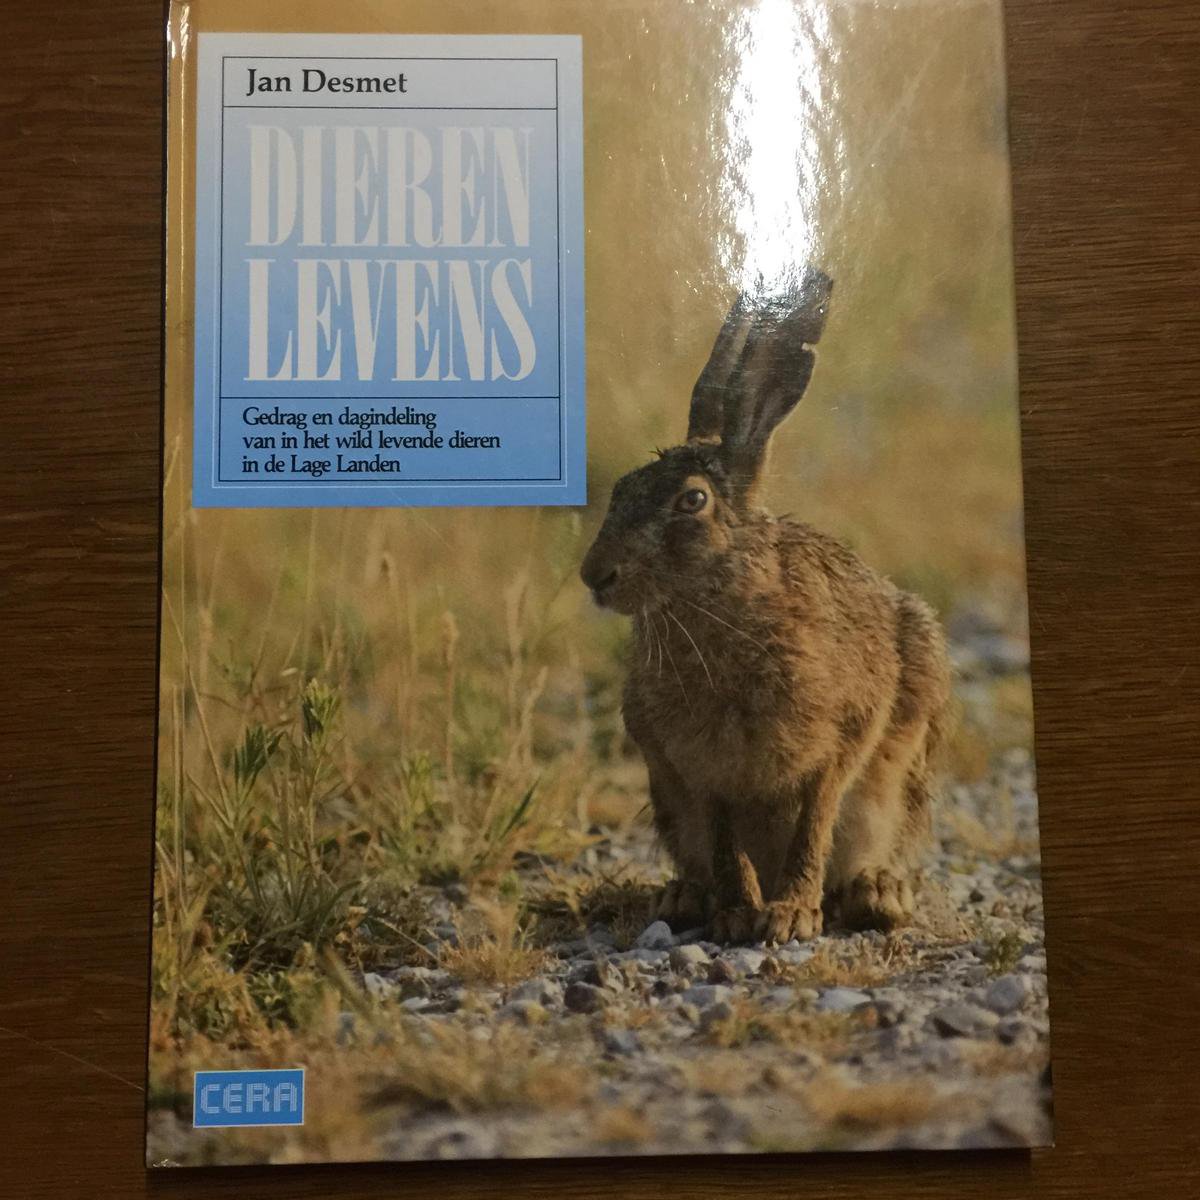 Jan Desmet
DIEREN
LEVENS
Gedrag en dagindeling
van in het wild levende dieren
in de Lage Landen
CERA